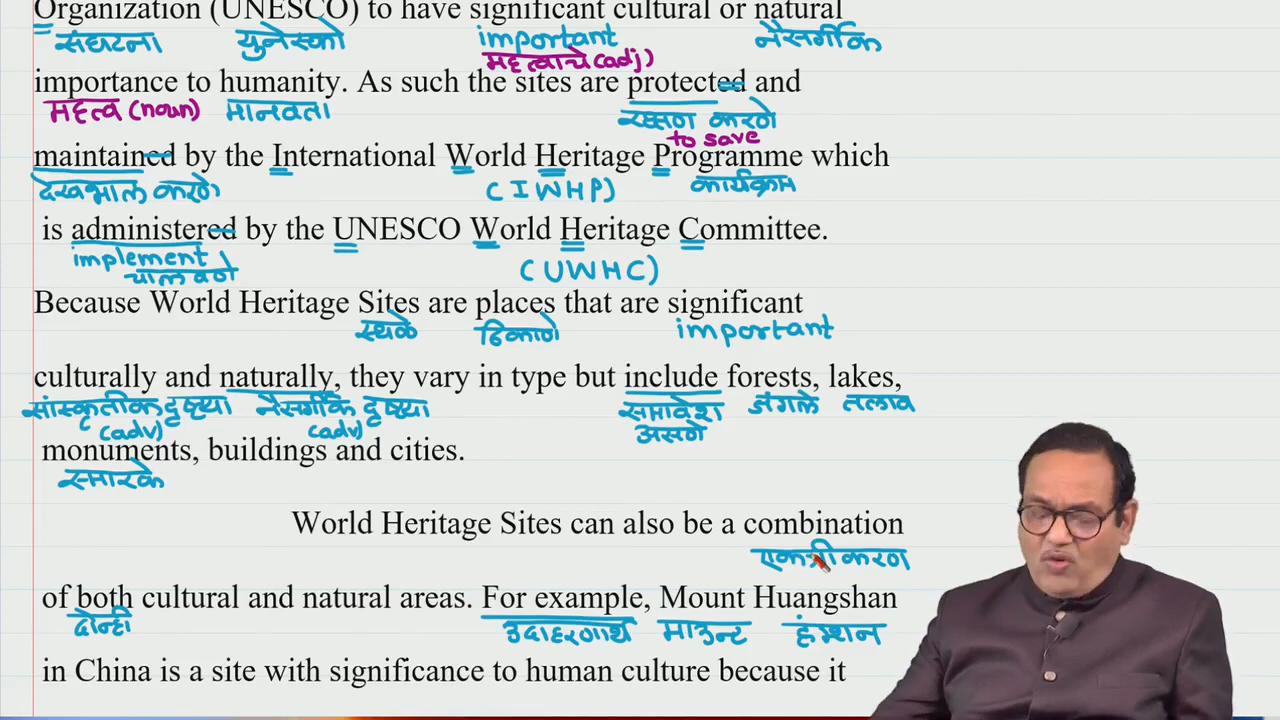 Organization (UNESCO) to have significant cultural or natural
संघटना युनेस्को important नैसर्गीक
महत्वाचे (adj)
importance to humanity. As such the sites are protected and
महत्व (noun) मानवता रक्षण करणे
to save
maintained by the International World Heritage Programme which
देखभाल करणे (IWHP) कार्यक्रम
is administered by the UNESCO World Heritage Committee.
implement (UWHC)
चालवणे
Because World Heritage Sites are places that are significant
स्थळे ठिकाणे important
culturally and naturally, they vary in type but include forests, lakes,
सांस्कृतीक दृष्ट्या नैसर्गीक दृष्ट्या समावेश जंगले तलाव
(adv) (adv) असणे
monuments, buildings and cities.
स्मारके
World Heritage Sites can also be a combination
एकत्रीकरण
of both cultural and natural areas. For example, Mount Huangshan
दोन्ही उदाहरणार्थ माउन्ट हंगशन
in China is a site with significance to human culture because it